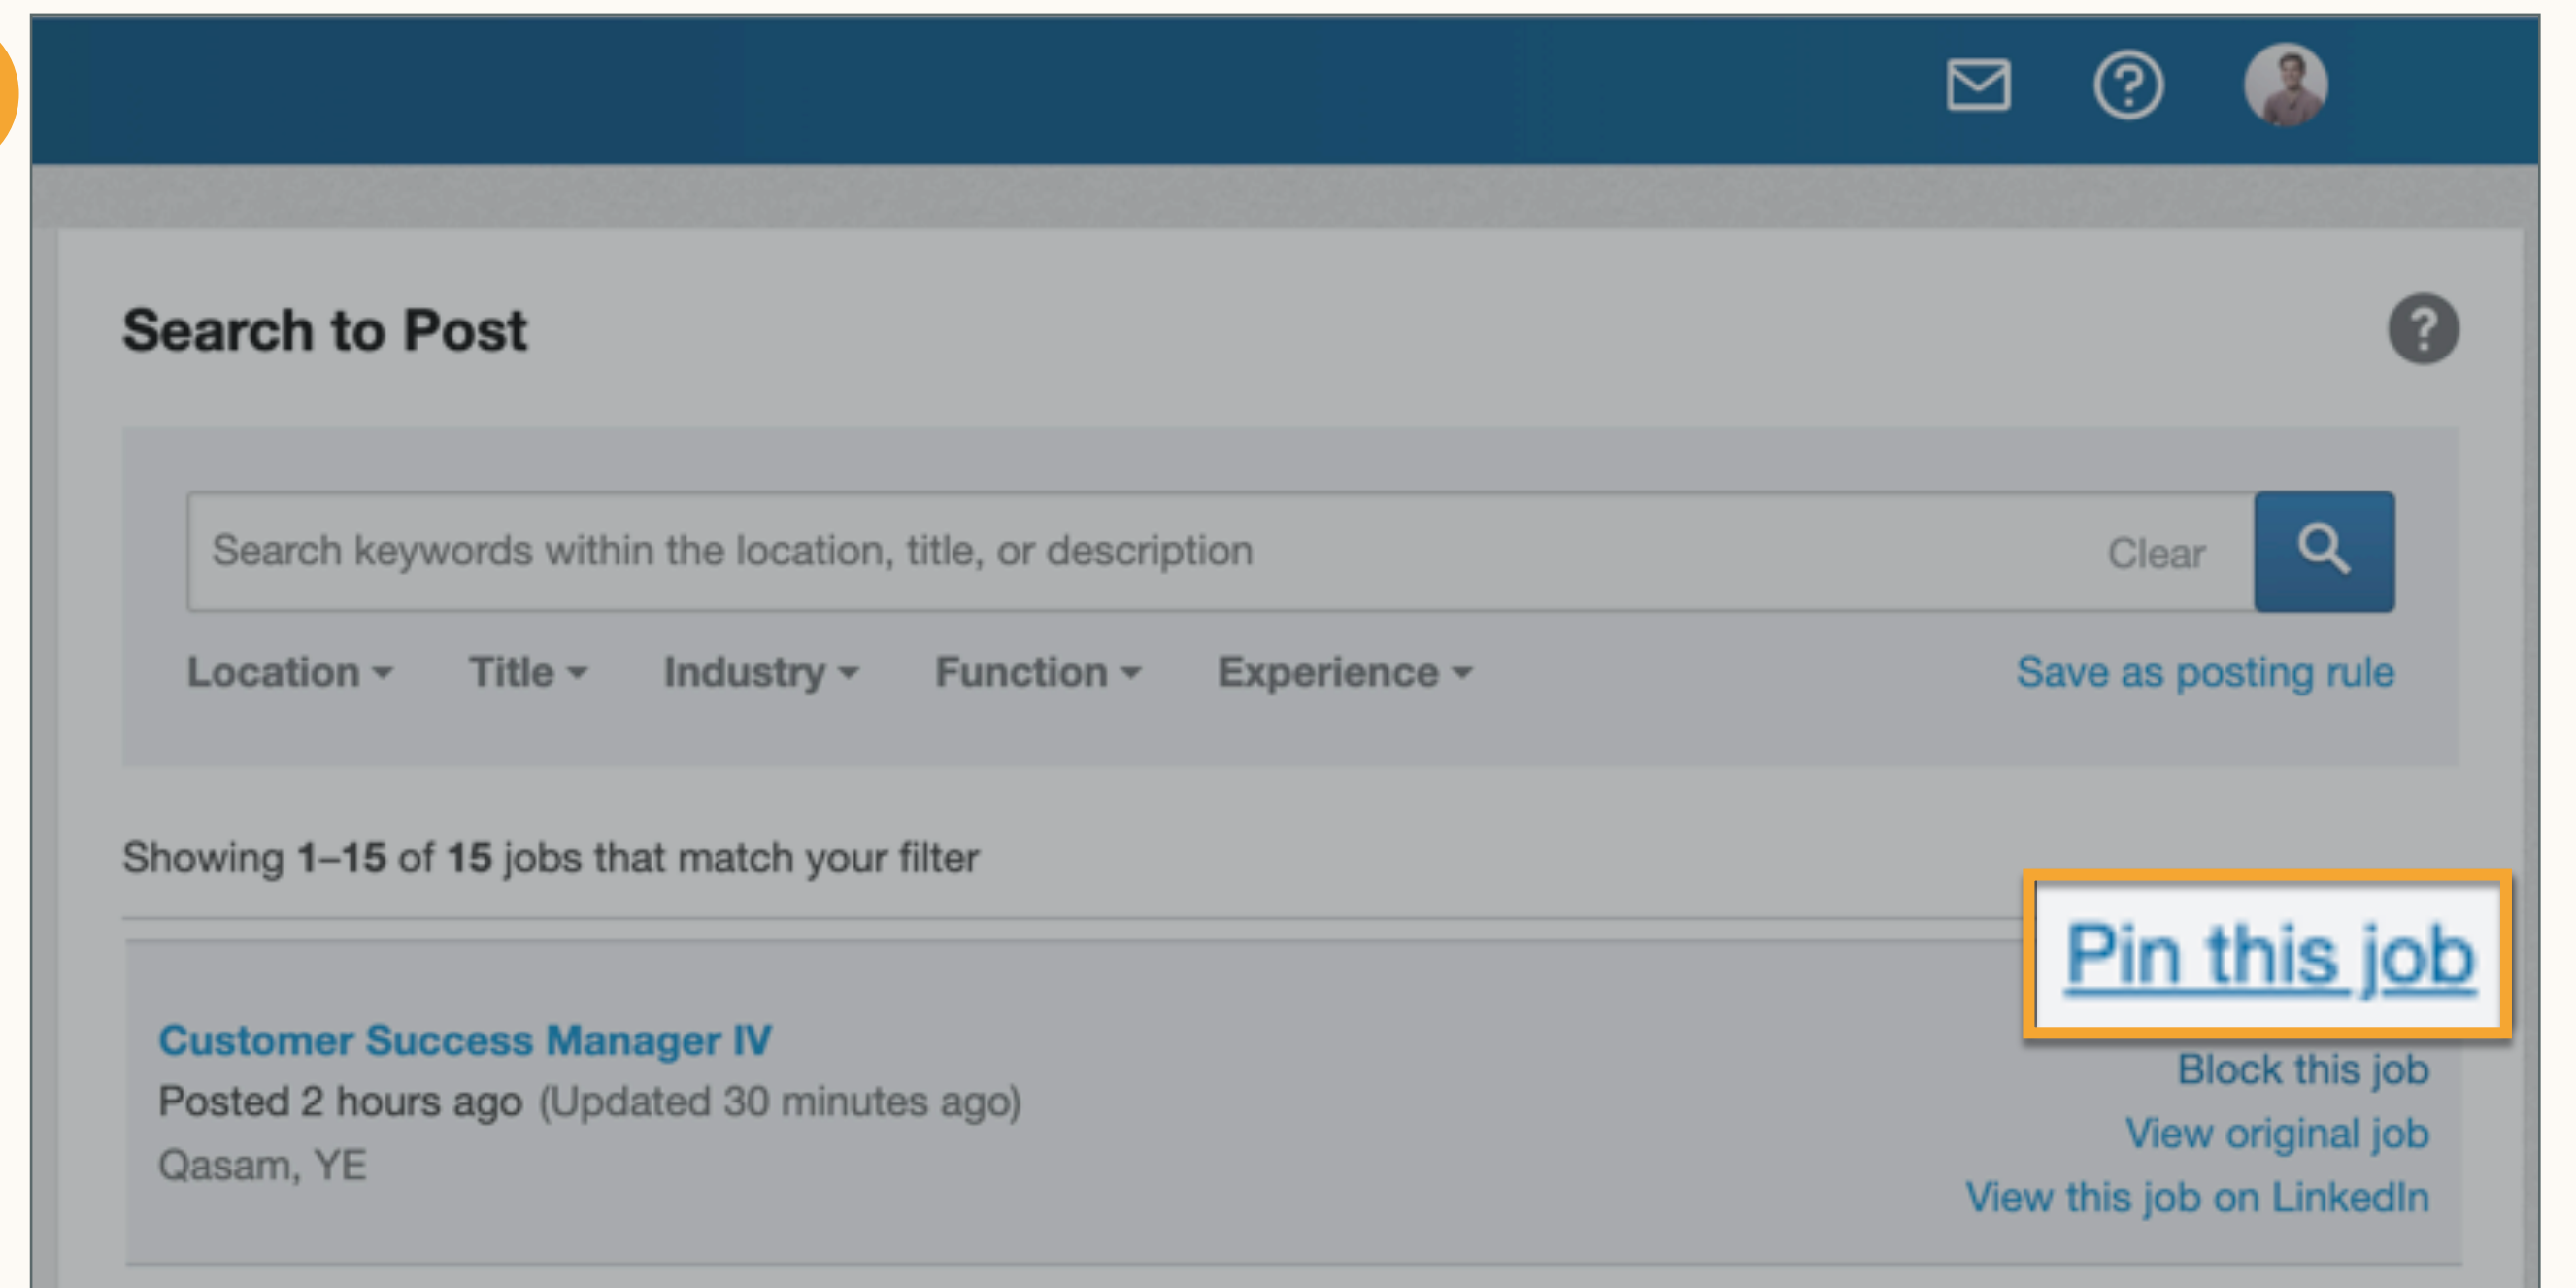 Search to Post
Search keywords within the location, title, or description Clear
Location Title Industry Function Experience Save as posting rule
Showing 1–15 of 15 jobs that match your filter
Pin this job
Customer Success Manager IV
Block this job
Posted 2 hours ago (Updated 30 minutes ago)
View original job
Qasam, YE
View this job on LinkedIn